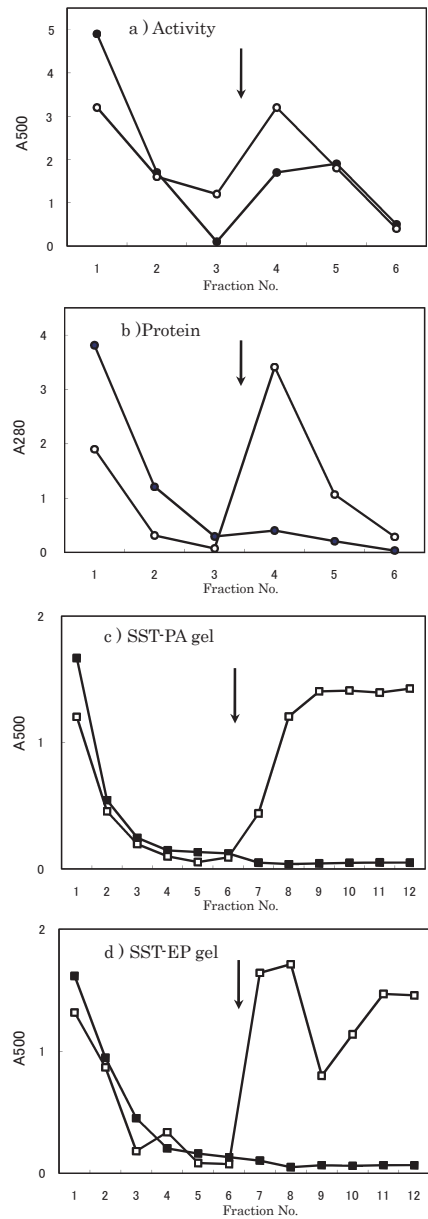 a ) Activity
5
4
3
2
1
0
A500
1 2 3 4 5 6
Fraction No.
b )Protein
4
3
2
1
0
A280
1 2 3 4 5 6
Fraction No.
c ) SST-PA gel
2
1
0
A500
1 2 3 4 5 6 7 8 9 10 11 12
Fraction No.
d ) SST-EP gel
2
1
0
A500
1 2 3 4 5 6 7 8 9 10 11 12
Fraction No.